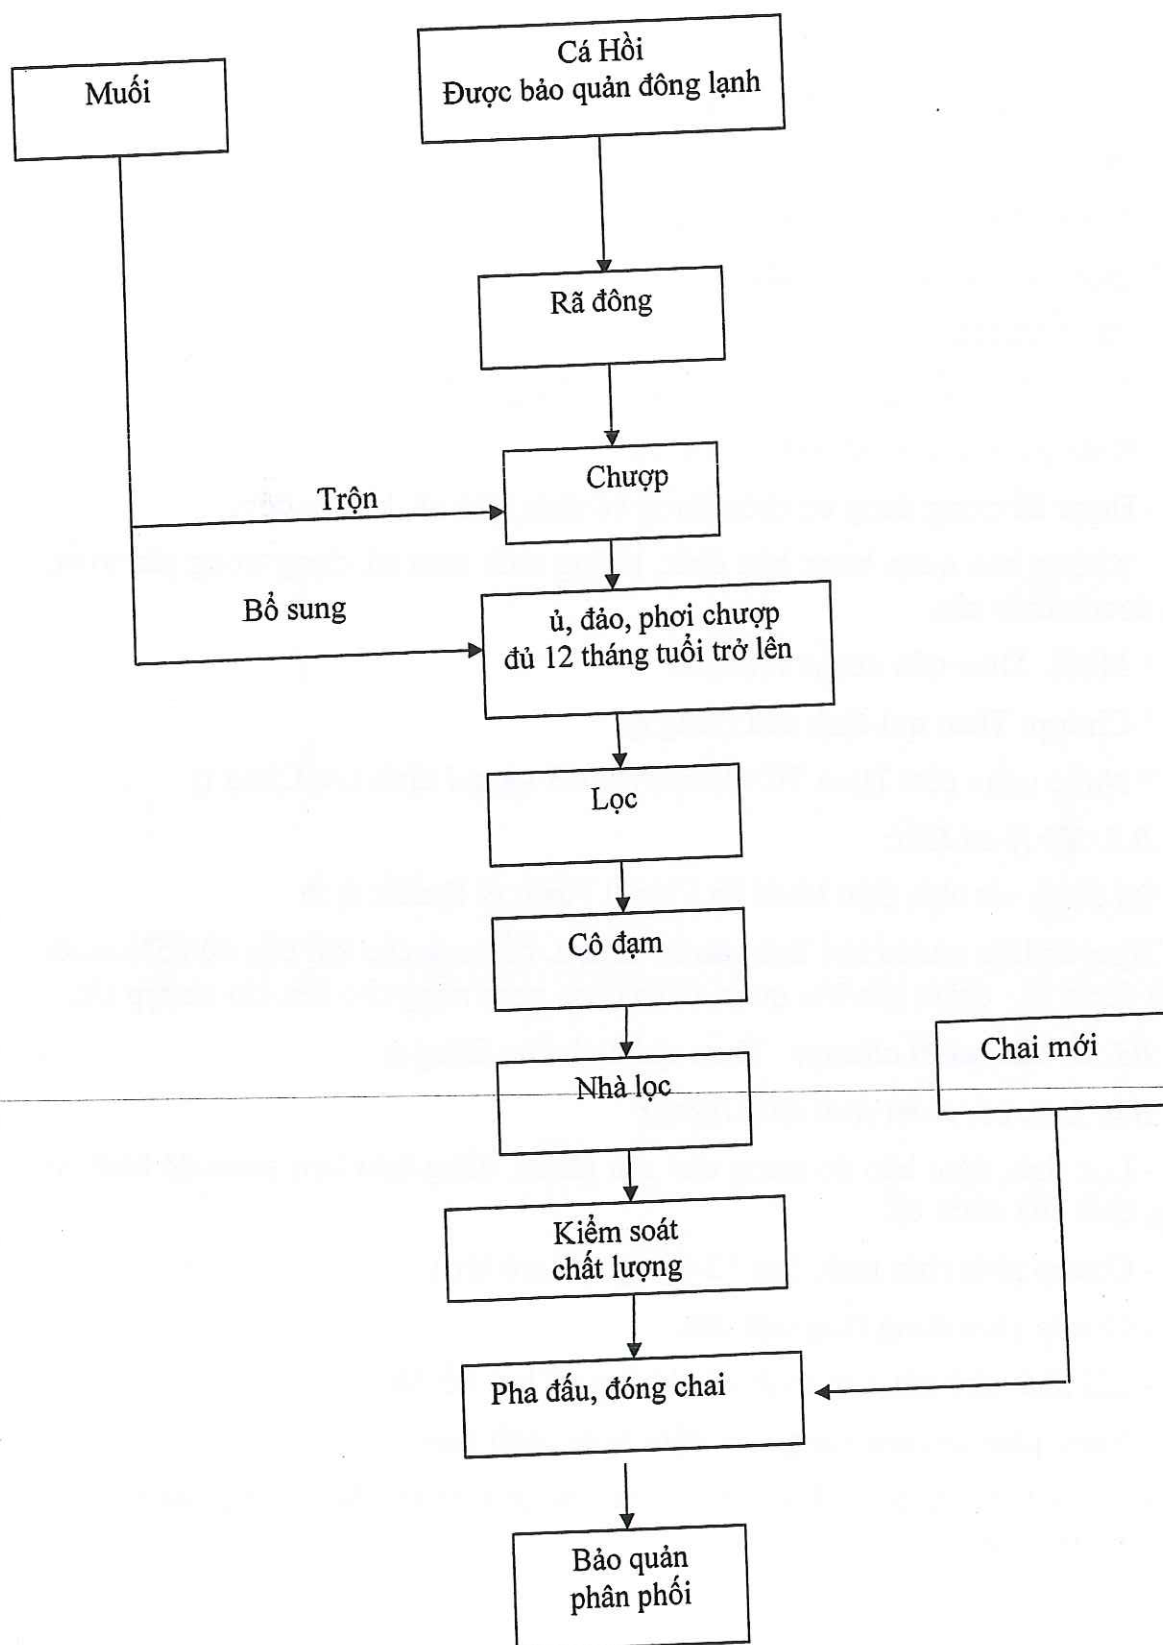 Muối
Cá Hồi
Được bảo quản đông lạnh
Rã đông
Chượp
Trộn
Bổ sung
ủ, đảo, phơi chượp
đủ 12 tháng tuổi trở lên
Lọc
Cô đạm
Chai mới
Nhà lọc
Kiểm soát
chất lượng
Pha đấu, đóng chai
Bảo quản
phân phối